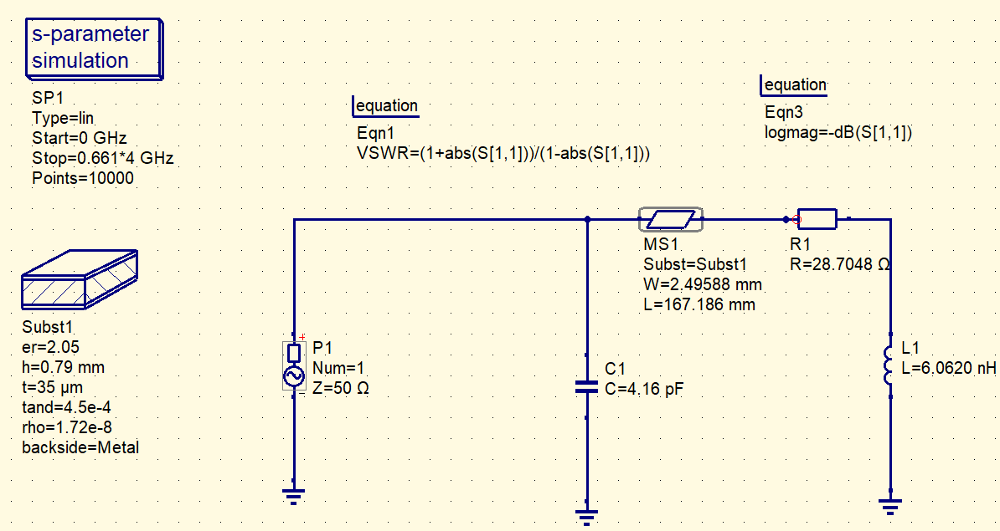 s-parameter
simulation
SP1
Type=lin
Start=0 GHz
Stop=0.661*4 GHz
Points=10000
equation
Eqn1
VSWR=(1+abs(S[1,1]))/(1-abs(S[1,1]))
equation
Eqn3
logmag=-dB(S[1,1])
MS1
Subst=Subst1
W=2.49588 mm
L=167.186 mm
R1
R=28.7048 Ω
Subst1
er=2.05
h=0.79 mm
t=35 µm
tand=4.5e-4
rho=1.72e-8
backside=Metal
P1
Num=1
Z=50 Ω
C1
C=4.16 pF
L1
L=6.0620 nH